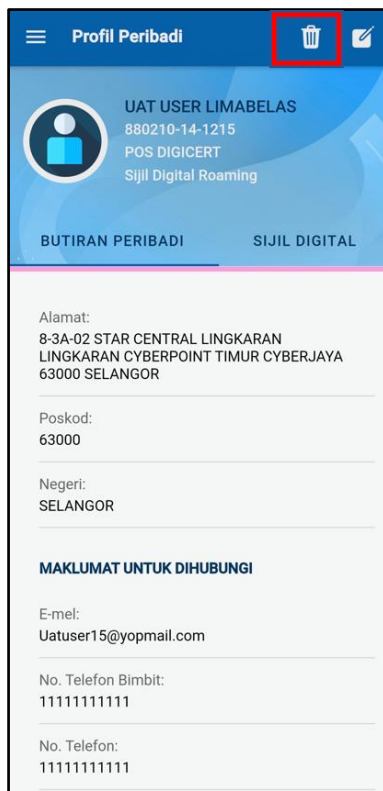 Profil Peribadi
UAT USER LIMABELAS
880210-14-1215
POS DIGICERT
Sijil Digital Roaming
BUTIRAN PERIBADI
SIJIL DIGITAL
Alamat:
8-3A-02 STAR CENTRAL LINGKARAN
LINGKARAN CYBERPOINT TIMUR CYBERJAYA
63000 SELANGOR
Poskod:
63000
Negeri:
SELANGOR
MAKLUMAT UNTUK DIHUBUNGI
E-mel:
Uatuser15@yopmail.com
No. Telefon Bimbit:
11111111111
No. Telefon:
11111111111